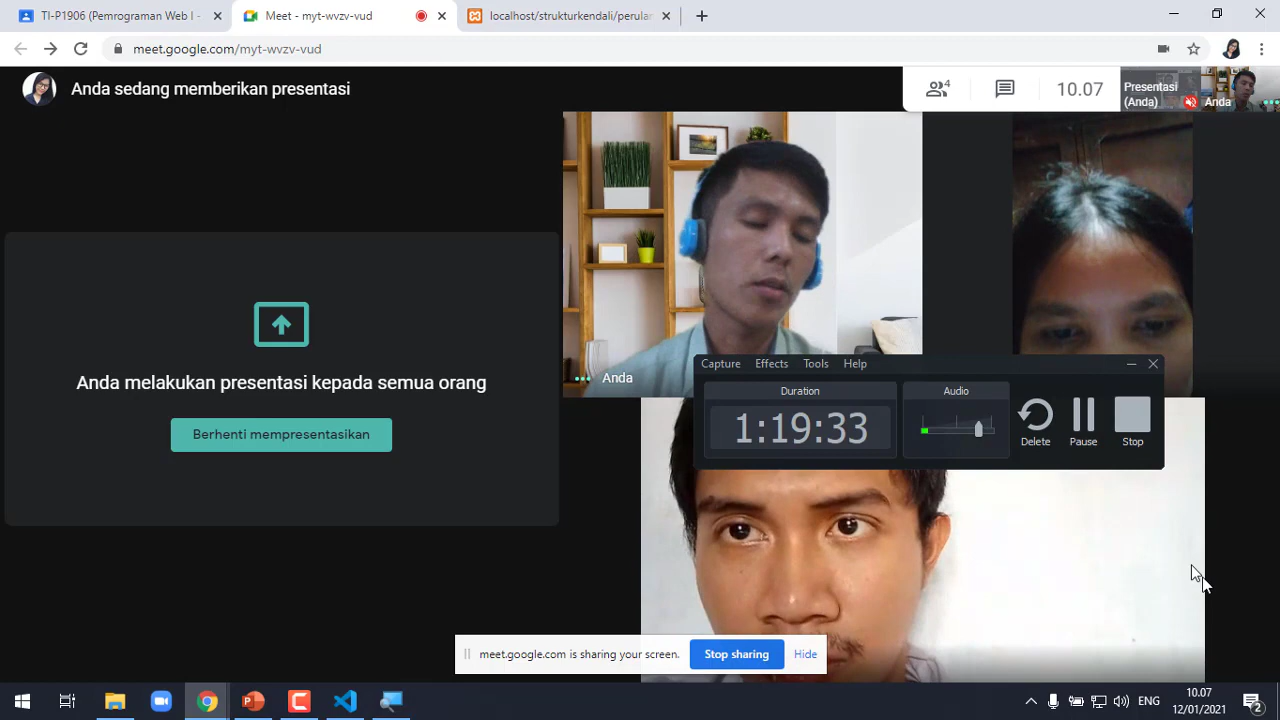 TI-P1906 (Pemrograman Web I -
Meet - myt-wvzv-vud
localhost/strukturkendali/perular
meet.google.com/myt-wvzv-vud
Anda sedang memberikan presentasi
4
10.07
Presentasi
(Anda)
Anda
Anda melakukan presentasi kepada semua orang
Berhenti mempresentasikan
Anda
Capture Effects Tools Help
Duration
1:19:33
Audio
Delete
Pause
Stop
meet.google.com is sharing your screen.
Stop sharing
Hide
ENG
10.07
12/01/2021
2